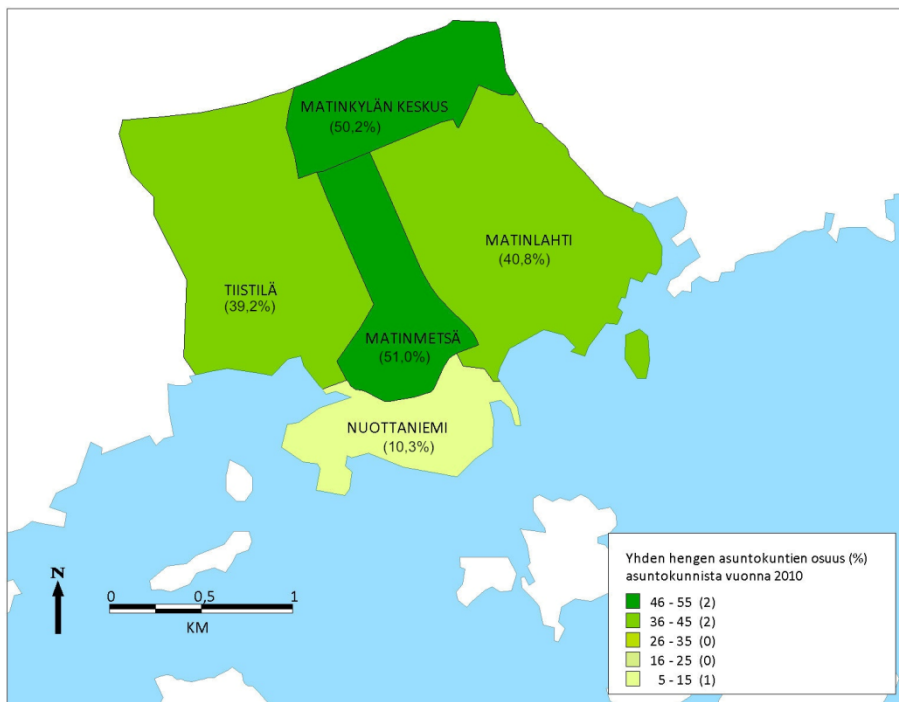 MATINKYLÄN KESKUS
(50,2%)
MATINLAHTI
(40,8%)
TIISTILÄ
(39,2%)
MATINMETSÄ
(51,0%)
NUOTTANIEMI
(10,3%)
N
0 0,5 1
KM
Yhden hengen asuntokuntien osuus (%)
asuntokunnista vuonna 2010
46 - 55 (2)
36 - 45 (2)
26 - 35 (0)
16 - 25 (0)
5 - 15 (1)